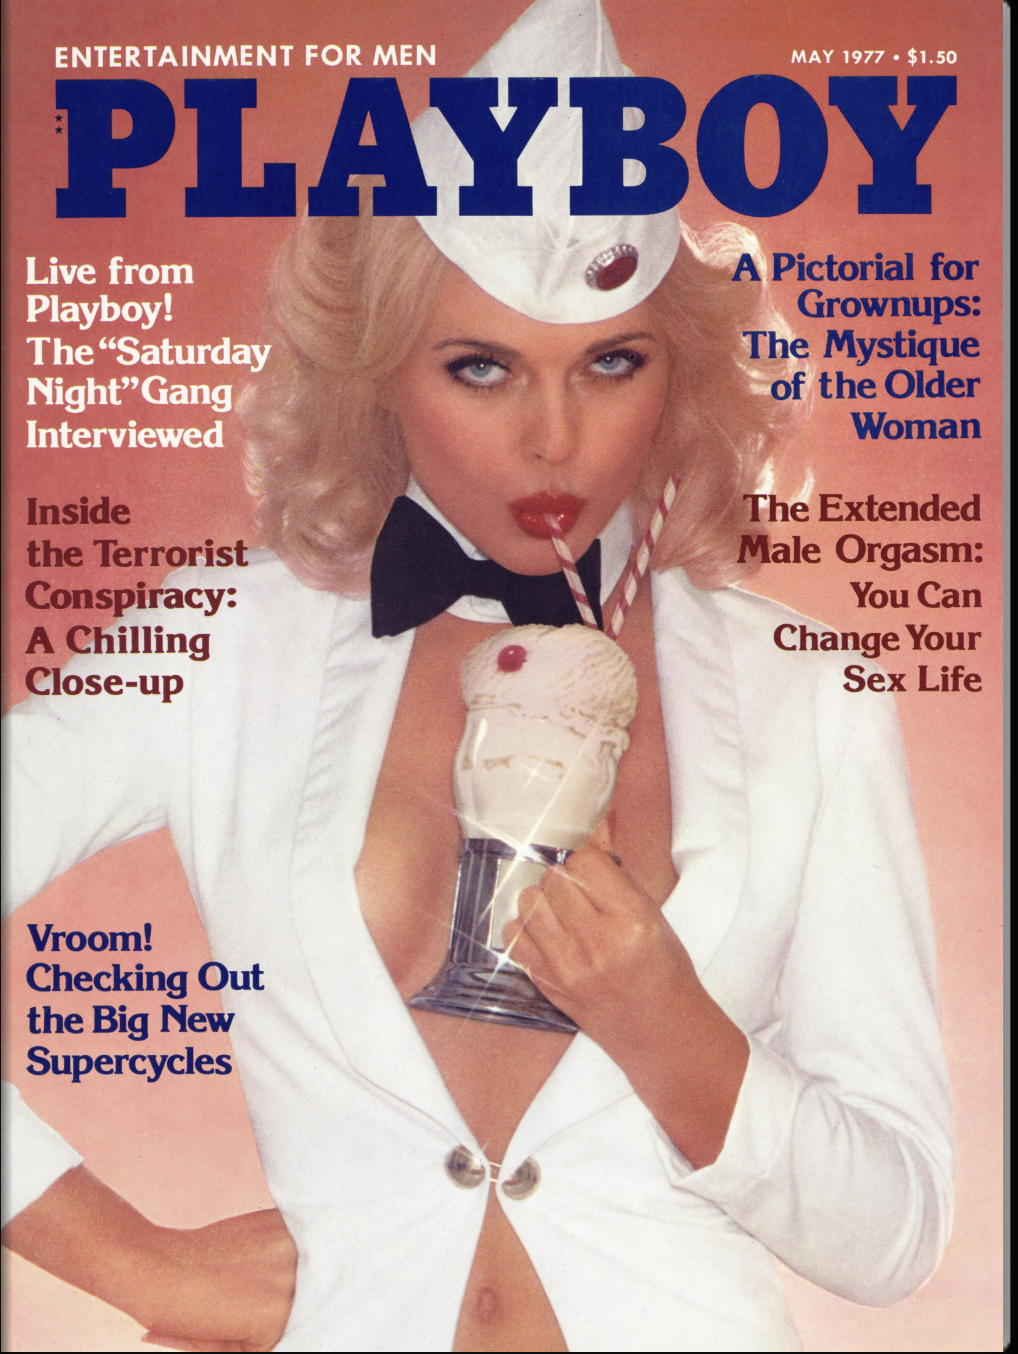 ENTERTAINMENT FOR MEN
MAY 1977 • $1.50
PLAYBOY
Live from
Playboy!
The “Saturday
Night” Gang
Interviewed
A Pictorial for
Grownups:
The Mystique
of the Older
Woman
Inside
the Terrorist
Conspiracy:
A Chilling
Close-up
The Extended
Male Orgasm:
You Can
Change Your
Sex Life
Vroom!
Checking Out
the Big New
Supercycles